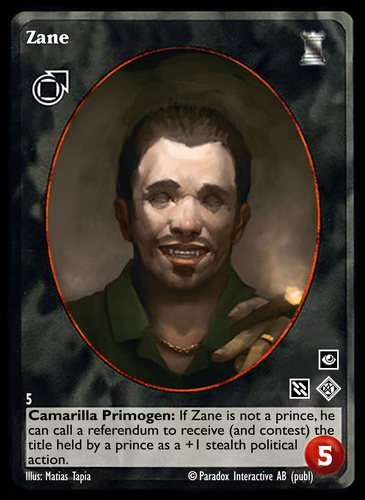 Zane
5
Camarilla Primogen: If Zane is not a prince, he
can call a referendum to receive (and contest) the
title held by a prince as a +1 stealth political
action.
5
Illus: Matias Tapia © Paradox Interactive AB (publ)